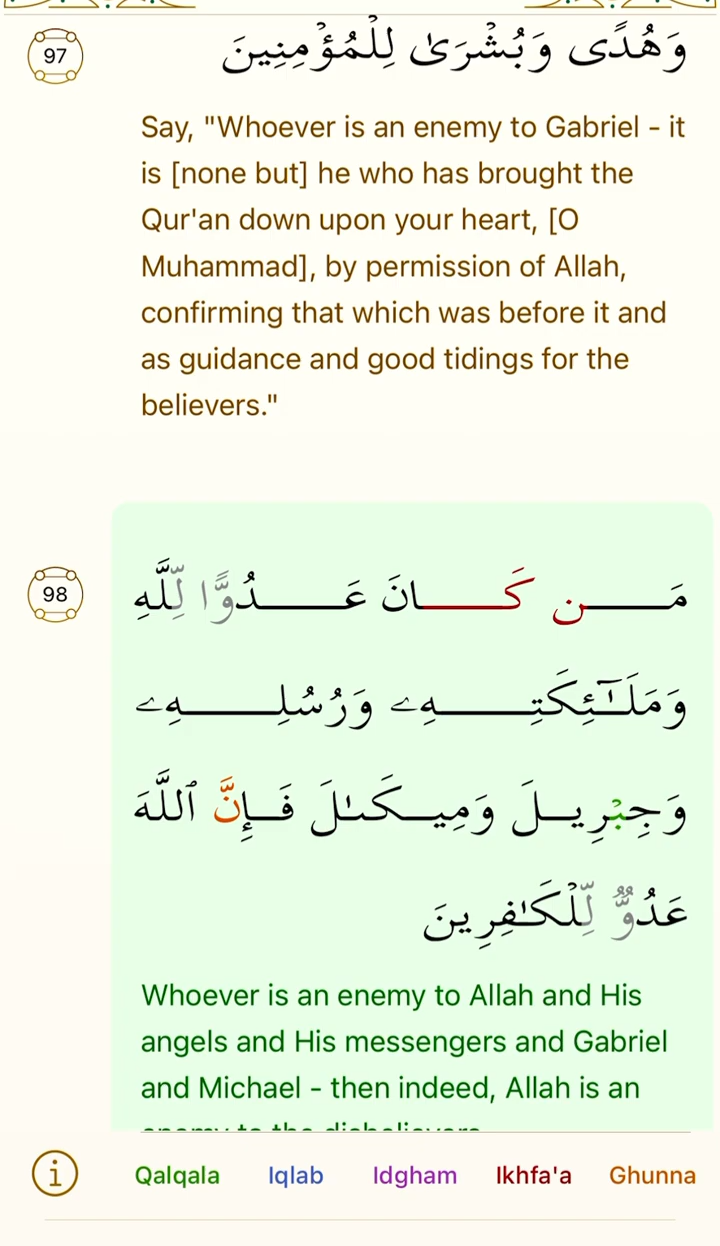 وَهُدًى وَبُشْرَىٰ لِلْمُؤْمِنِينَ
97
Say, "Whoever is an enemy to Gabriel - it
is [none but] he who has brought the
Qur'an down upon your heart, [O
Muhammad], by permission of Allah,
confirming that which was before it and
as guidance and good tidings for the
believers."
98
مَن كَانَ عَدُوًّا لِّلَّهِ
وَمَلَـٰٓئِكَتِهِۦ وَرُسُلِهِۦ
وَجِبْرِيلَ وَمِيكَىٰلَ فَإِنَّ ٱللَّهَ
عَدُوٌّ لِّلْكَـٰفِرِينَ
Whoever is an enemy to Allah and His
angels and His messengers and Gabriel
and Michael - then indeed, Allah is an
enemy to the disbelievers
Qalqala Iqlab Idgham Ikhfa'a Ghunna